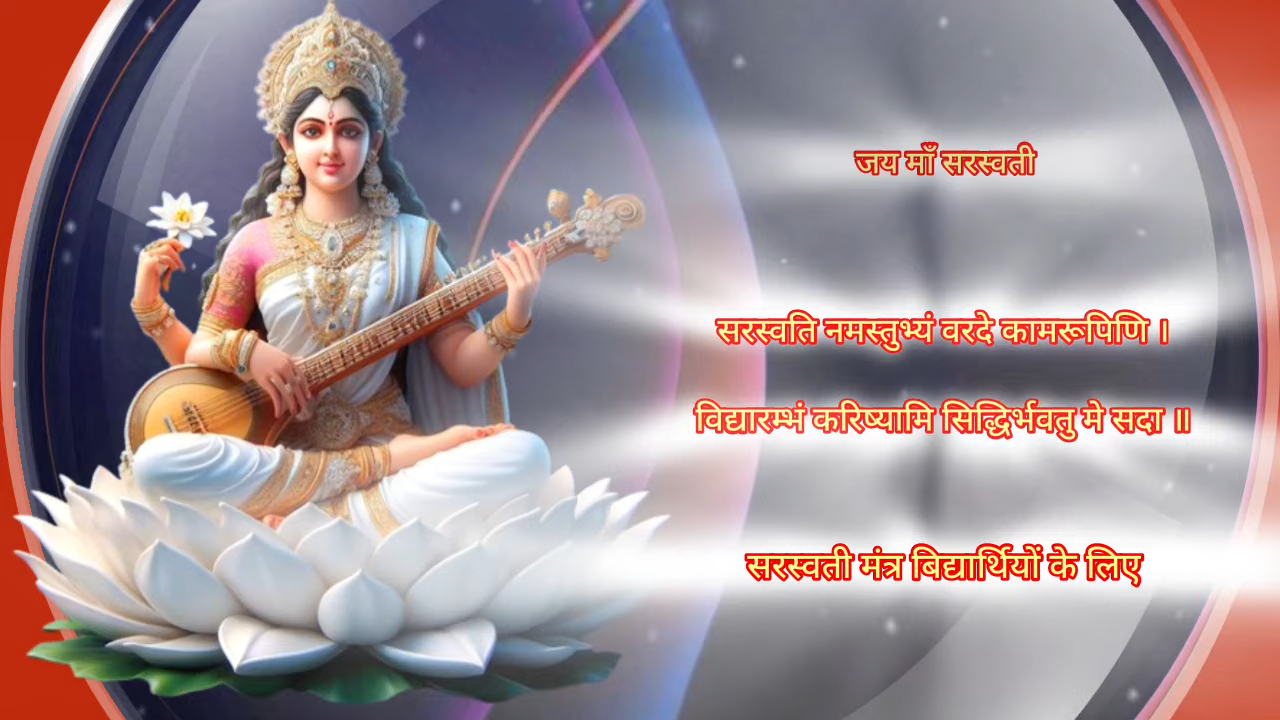 जय माँ सरस्वती
सरस्वति नमस्तुभ्यं वरदे कामरूपिणि ।
विद्यारम्भं करिष्यामि सिद्धिर्भवतु मे सदा ॥
सरस्वती मंत्र बिद्यार्थियों के लिए